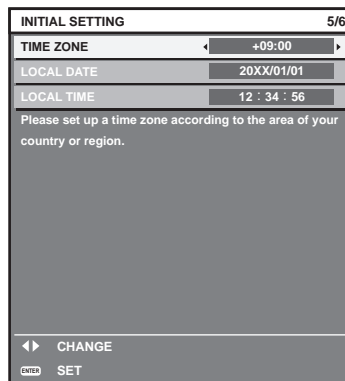 INITIAL SETTING 5/6
TIME ZONE +09:00
LOCAL DATE 20XX/01/01
LOCAL TIME 12 : 34 : 56
Please set up a time zone according to the area of your
country or region.
CHANGE
ENTER SET